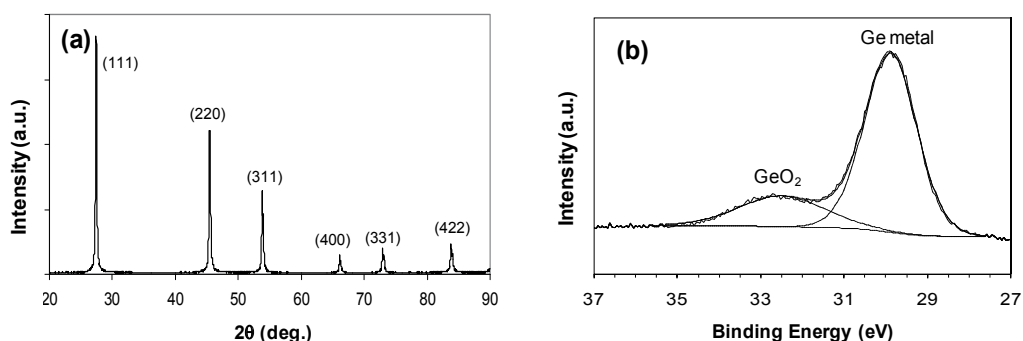 (a)
(111)
(220)
(311)
(400)
(331)
(422)
Intensity (a.u.)
20 30 40 50 60 70 80 90
2θ (deg.)
(b)
Ge metal
GeO₂
Intensity (a.u.)
37 35 33 31 29 27
Binding Energy (eV)